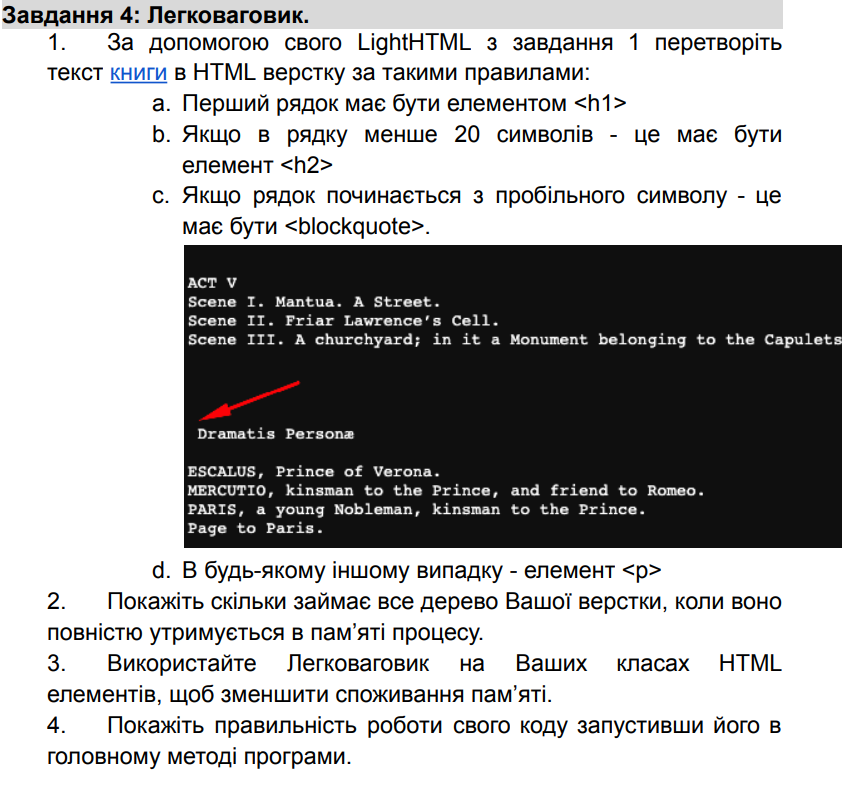 Завдання 4: Легковаговик.
1. За допомогою свого LightHTML з завдання 1 перетворіть
текст книги в HTML верстку за такими правилами:
a. Перший рядок має бути елементом <h1>
b. Якщо в рядку менше 20 символів - це має бути
елемент <h2>
c. Якщо рядок починається з пробільного символу - це
має бути <blockquote>.
ACT V
Scene I. Mantua. A Street.
Scene II. Friar Lawrence’s Cell.
Scene III. A churchyard; in it a Monument belonging to the Capulets
Dramatis Personæ
ESCALUS, Prince of Verona.
MERCUTIO, kinsman to the Prince, and friend to Romeo.
PARIS, a young Nobleman, kinsman to the Prince.
Page to Paris.
d. В будь-якому іншому випадку - елемент <p>
2. Покажіть скільки займає все дерево Вашої верстки, коли воно
повністю утримується в пам’яті процесу.
3. Використайте Легковаговик на Ваших класах HTML
елементів, щоб зменшити споживання пам’яті.
4. Покажіть правильність роботи свого коду запустивши його в
головному методі програми.